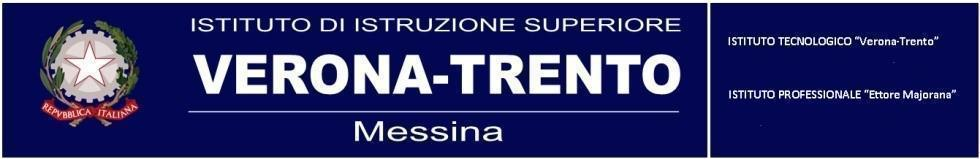 ISTITUTO DI ISTRUZIONE SUPERIORE
VERONA-TRENTO
Messina
REPVBBLICA ITALIANA
ISTITUTO TECNOLOGICO “Verona-Trento”
ISTITUTO PROFESSIONALE “Ettore Majorana”